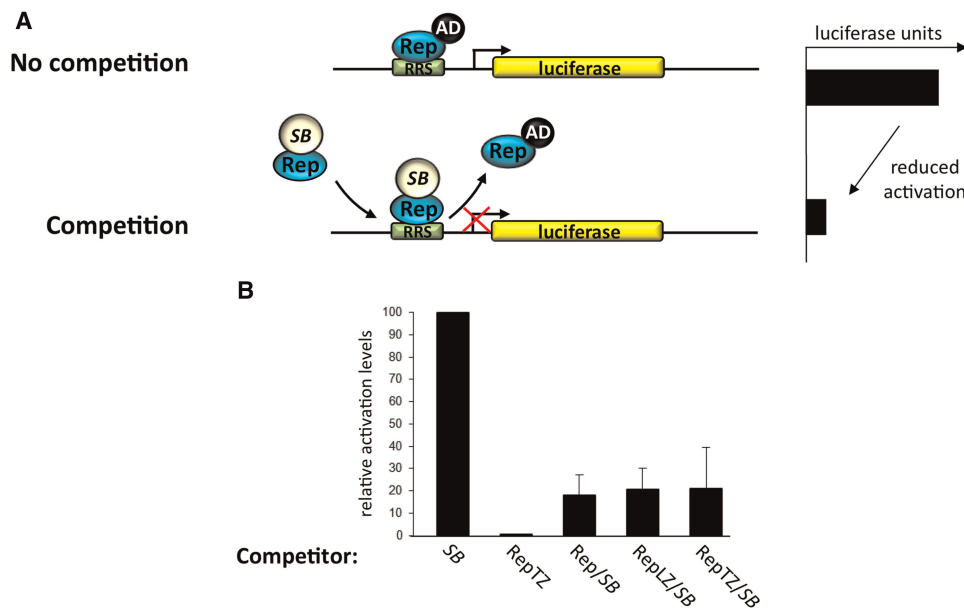 A
No competition
AD
Rep
RRS
luciferase
luciferase units
reduced
activation
SB
Rep
SB
Rep
RRS
AD
Rep
luciferase
Competition
B
relative activation levels
100
90
80
70
60
50
40
30
20
10
0
Competitor:
SB
RepTZ
Rep/SB
RepLZ/SB
RepTZ/SB